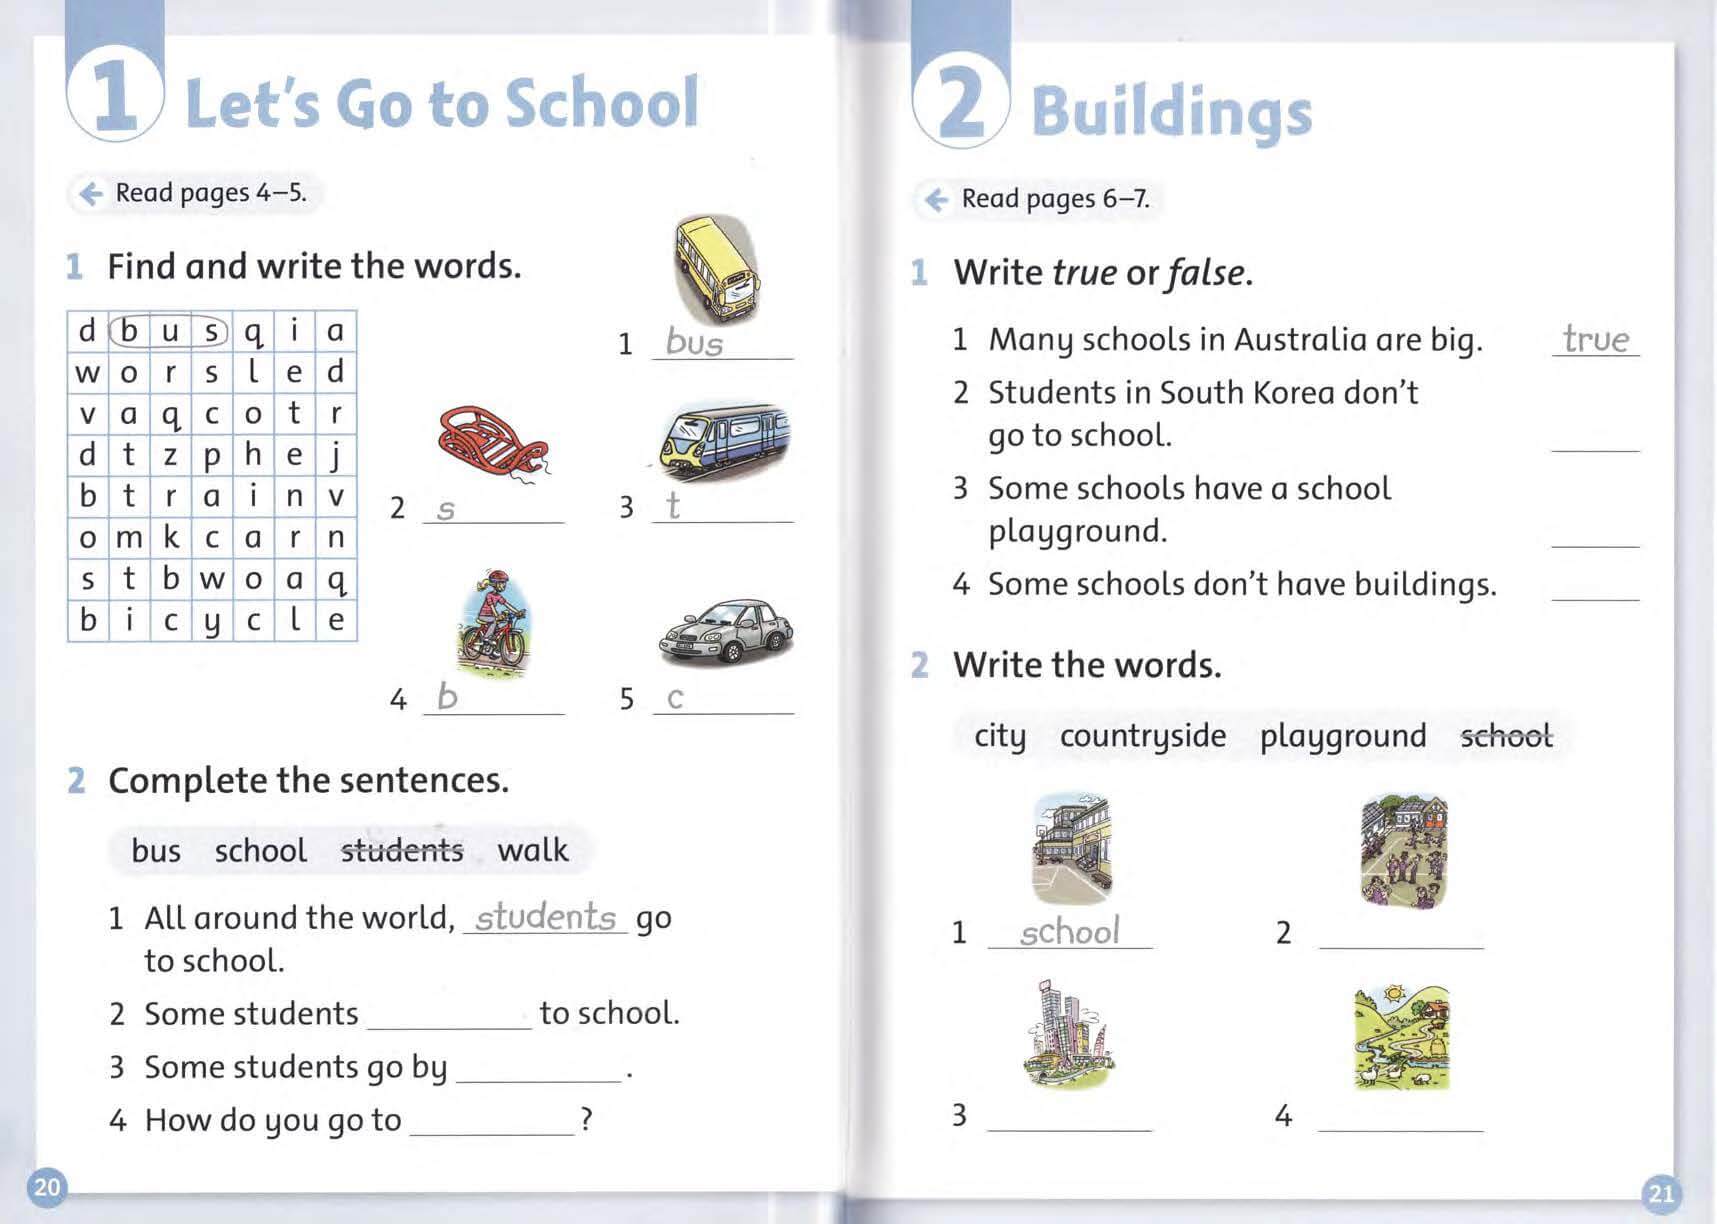 1 Let's Go to School
← Read pages 4–5.
1 Find and write the words.
d b u s q i a
w o r s l e d
v a q c o t r
d t z p h e j
b t r a i n v
o m k c a r n
s t b w o a q
b i c y c l e
1 bus
2 s
3 t
4 b
5 c
2 Complete the sentences.
bus school students walk
1 All around the world, students go
to school.
2 Some students ________ to school.
3 Some students go by ________.
4 How do you go to ________?
20
2 Buildings
← Read pages 6–7.
1 Write true or false.
1 Many schools in Australia are big. true
2 Students in South Korea don't
go to school.
3 Some schools have a school
playground.
4 Some schools don't have buildings.
2 Write the words.
city countryside playground school
1 school
2
3
4
21